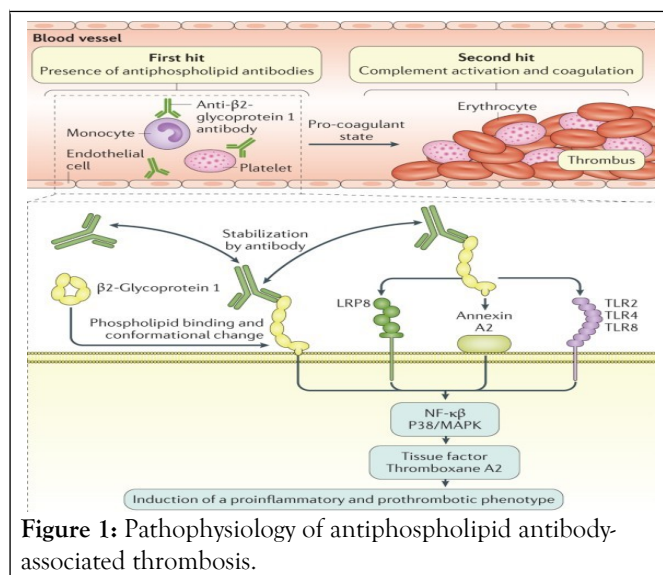 Blood vessel
First hit
Presence of antiphospholipid antibodies
Second hit
Complement activation and coagulation
Anti-β2-
glycoprotein 1
antibody
Monocyte
Endothelial
cell
Platelet
Pro-coagulant
state
Erythrocyte
Thrombus
Stabilization
by antibody
β2-Glycoprotein 1
Phospholipid binding and
conformational change
LRP8
Annexin
A2
TLR2
TLR4
TLR8
NF-κβ
P38/MAPK
Tissue factor
Thromboxane A2
Induction of a proinflammatory and prothrombotic phenotype
Figure 1: Pathophysiology of antiphospholipid antibody-
associated thrombosis.